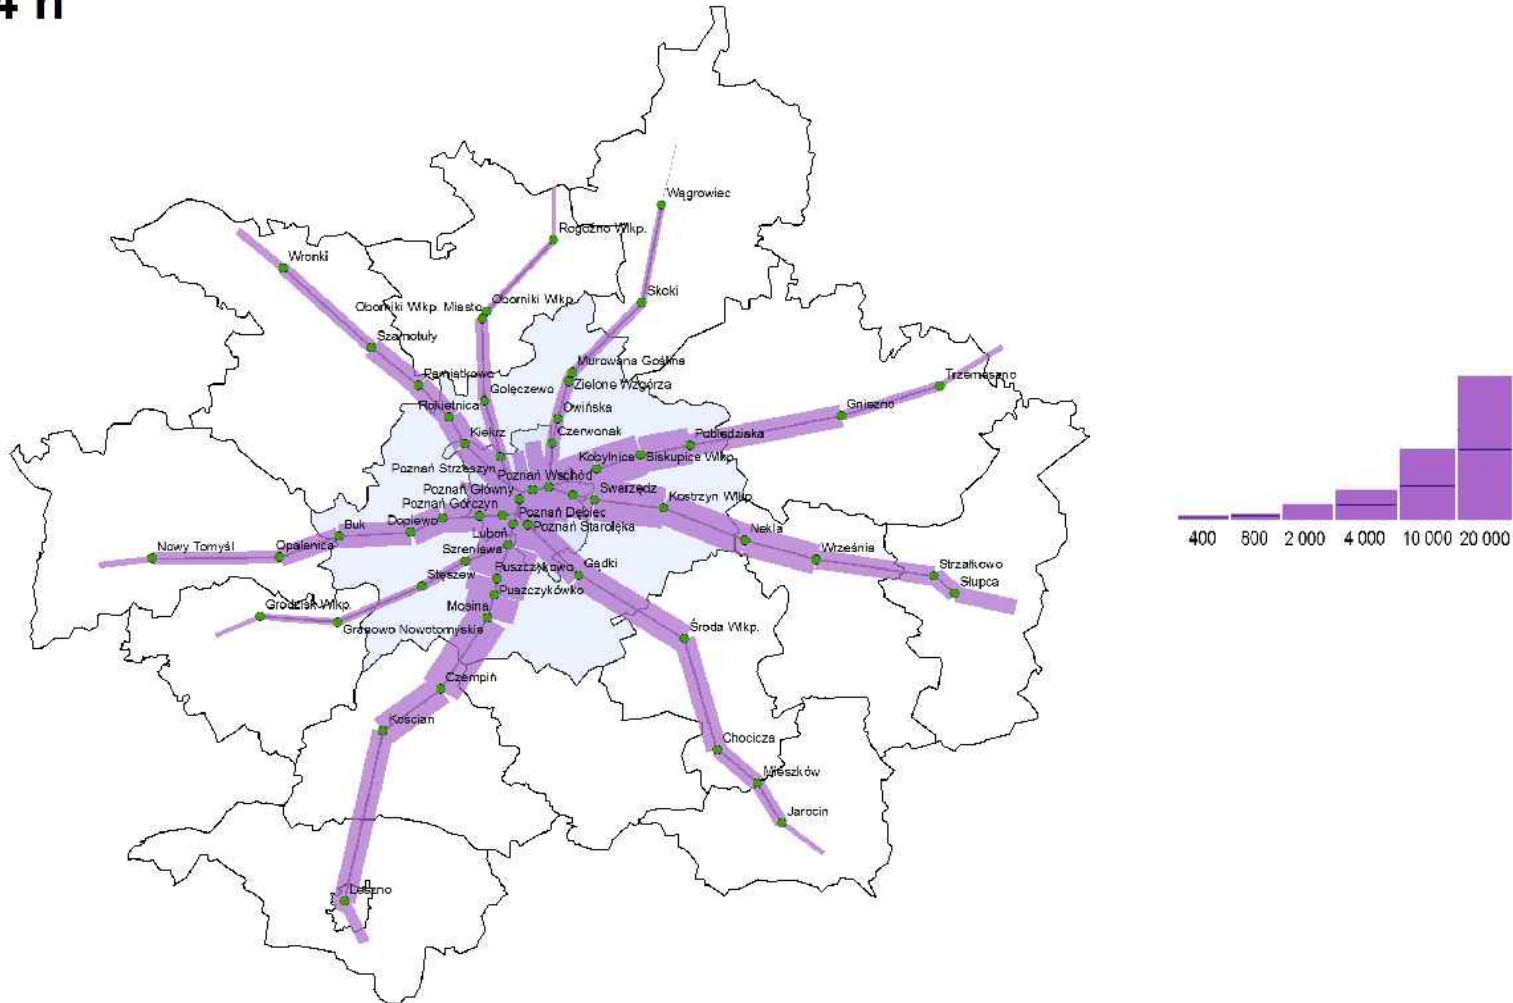 4 h
Wągrowiec
Rogoźno Wlkp.
Wronki
Skoki
Oborniki Wlkp. Miasto
Oborniki Wlkp.
Szamotuły
Murowana Goślina
Pamiątkowo
Zielone Wzgórza
Trzemeszno
Golęczewo
Rokietnica
Owińska
Gniezno
Kiekrz
Czerwonak
Pobiedziska
Kobylnica
Biskupice Wlkp.
Poznań Strzeszyn
Poznań Wschód
Poznań Główny
Swarzędz
Kostrzyn Wlkp.
Poznań Górczyn
Poznań Dębiec
Buk
Dopiewo
Poznań Starołęka
Nekla
Luboń
Nowy Tomyśl
Opalenica
Szreniawa
Września
Gądki
Strzałkowo
Puszczykowo
Stęszew
Słupca
Puszczykówko
Grodzisk Wlkp.
Mosina
Granowo Nowotomyskie
Środa Wlkp.
Czempiń
Kościan
Chocicza
Mieszków
Jarocin
Leszno
400 800 2 000 4 000 10 000 20 000